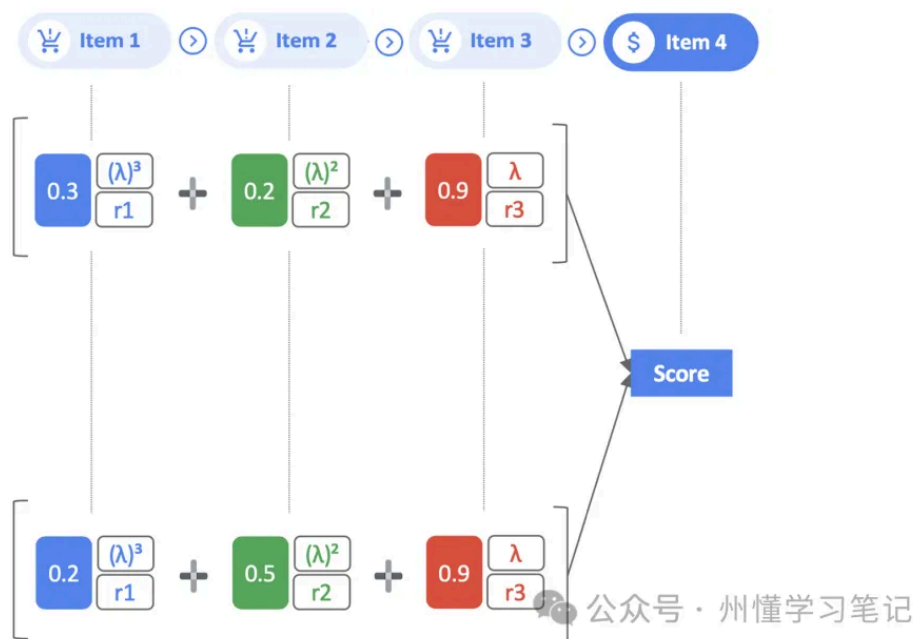 Item 1 Item 2 Item 3 $ Item 4
0.3 (λ)³ r1 + 0.2 (λ)² r2 + 0.9 λ r3
Score
0.2 (λ)³ r1 + 0.5 (λ)² r2 + 0.9 λ r3
公众号 · 州懂学习笔记